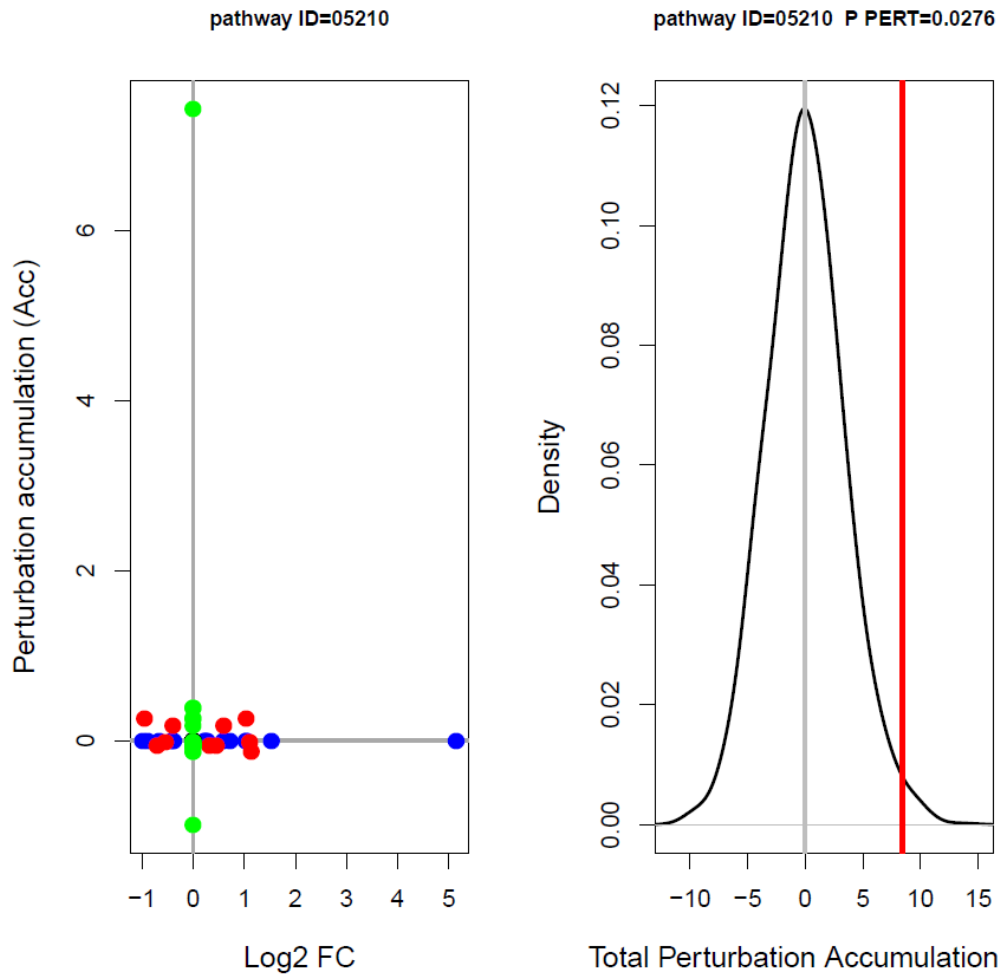 pathway ID=05210
Perturbation accumulation (Acc)
6
4
2
0
−1 0 1 2 3 4 5
Log2 FC
pathway ID=05210 P PERT=0.0276
Density
0.12
0.10
0.08
0.06
0.04
0.02
0.00
−10 −5 0 5 10 15
Total Perturbation Accumulation